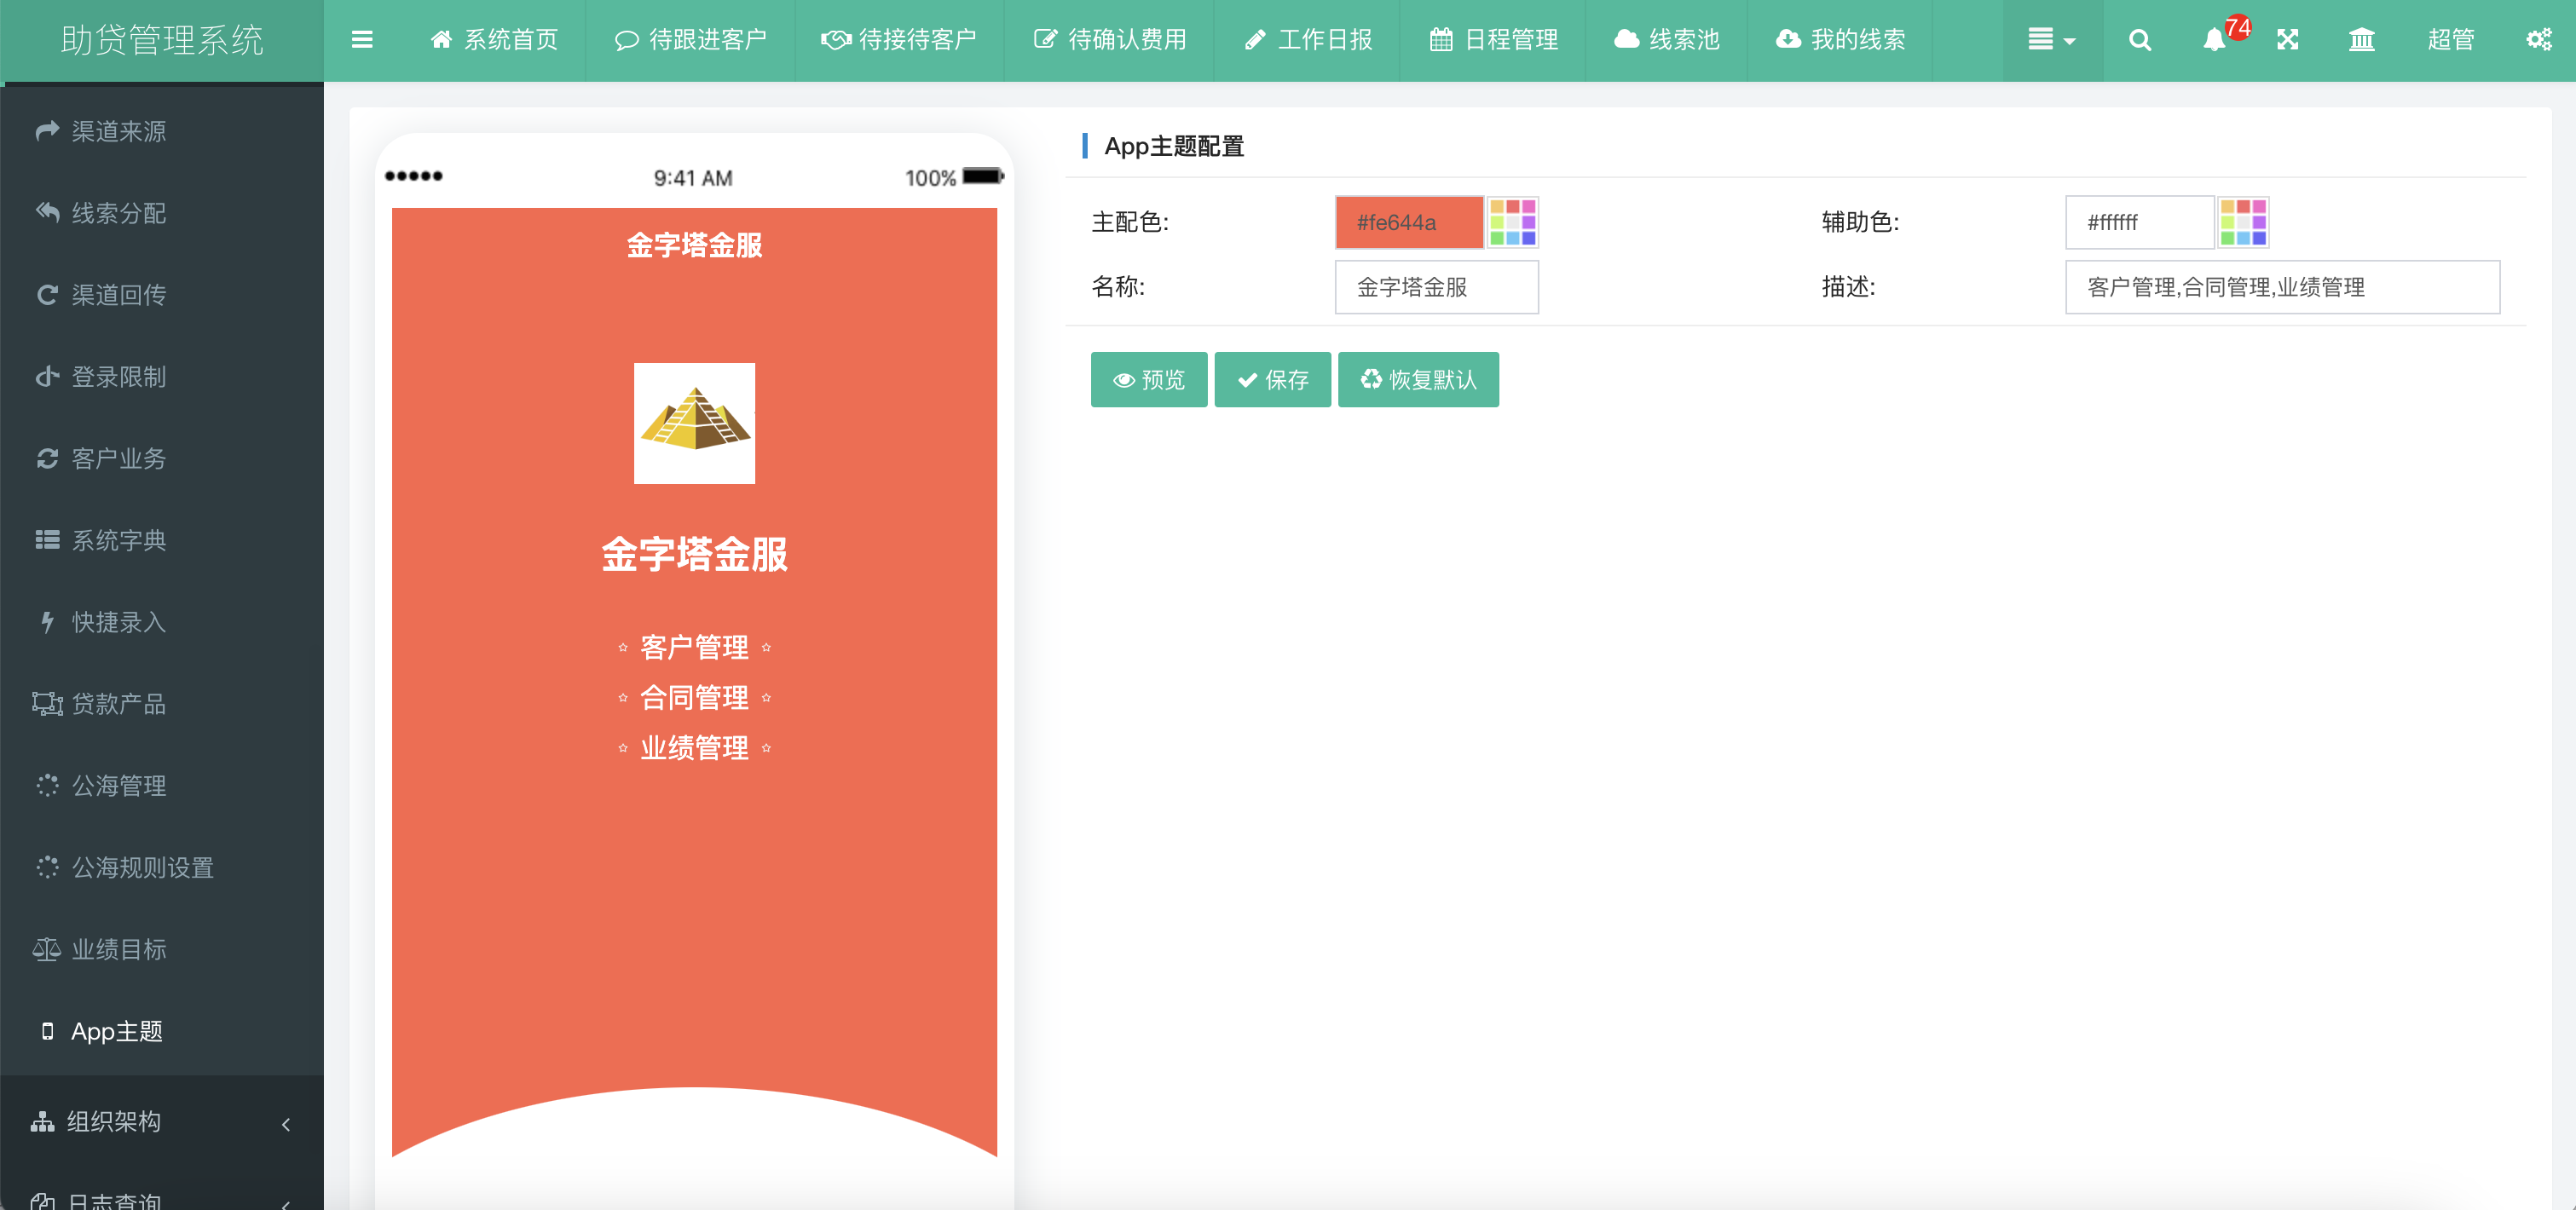 助贷管理系统
系统首页
待跟进客户
待接待客户
待确认费用
工作日报
日程管理
线索池
我的线索
74
超管
渠道来源
线索分配
渠道回传
登录限制
客户业务
系统字典
快捷录入
贷款产品
公海管理
公海规则设置
业绩目标
App主题
组织架构
日志查询
9:41 AM
100%
金字塔金服
金字塔金服
客户管理
合同管理
业绩管理
App主题配置
主配色: #fe644a
辅助色: #ffffff
名称: 金字塔金服
描述: 客户管理,合同管理,业绩管理
预览
保存
恢复默认